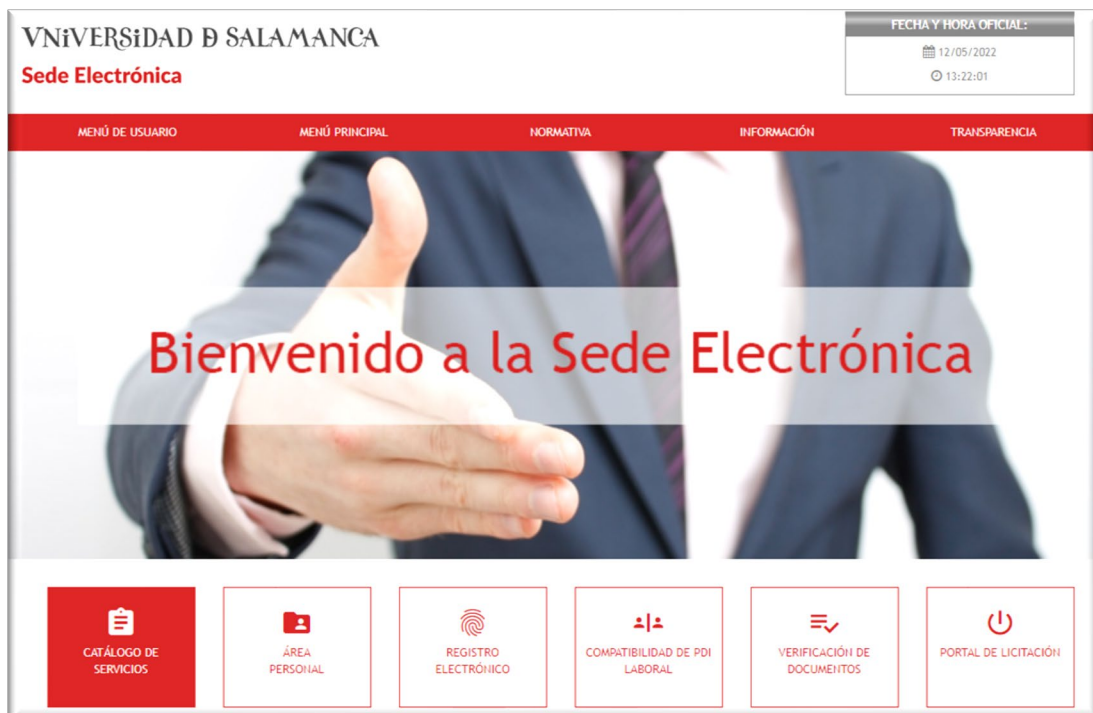 VNiVERSiDAD Ð SALAMANCA
Sede Electrónica
FECHA Y HORA OFICIAL:
12/05/2022
13:22:01
MENÚ DE USUARIO
MENÚ PRINCIPAL
NORMATIVA
INFORMACIÓN
TRANSPARENCIA
Bienvenido a la Sede Electrónica
CATÁLOGO DE
SERVICIOS
ÁREA
PERSONAL
REGISTRO
ELECTRÓNICO
COMPATIBILIDAD DE PDI
LABORAL
VERIFICACIÓN DE
DOCUMENTOS
PORTAL DE LICITACIÓN